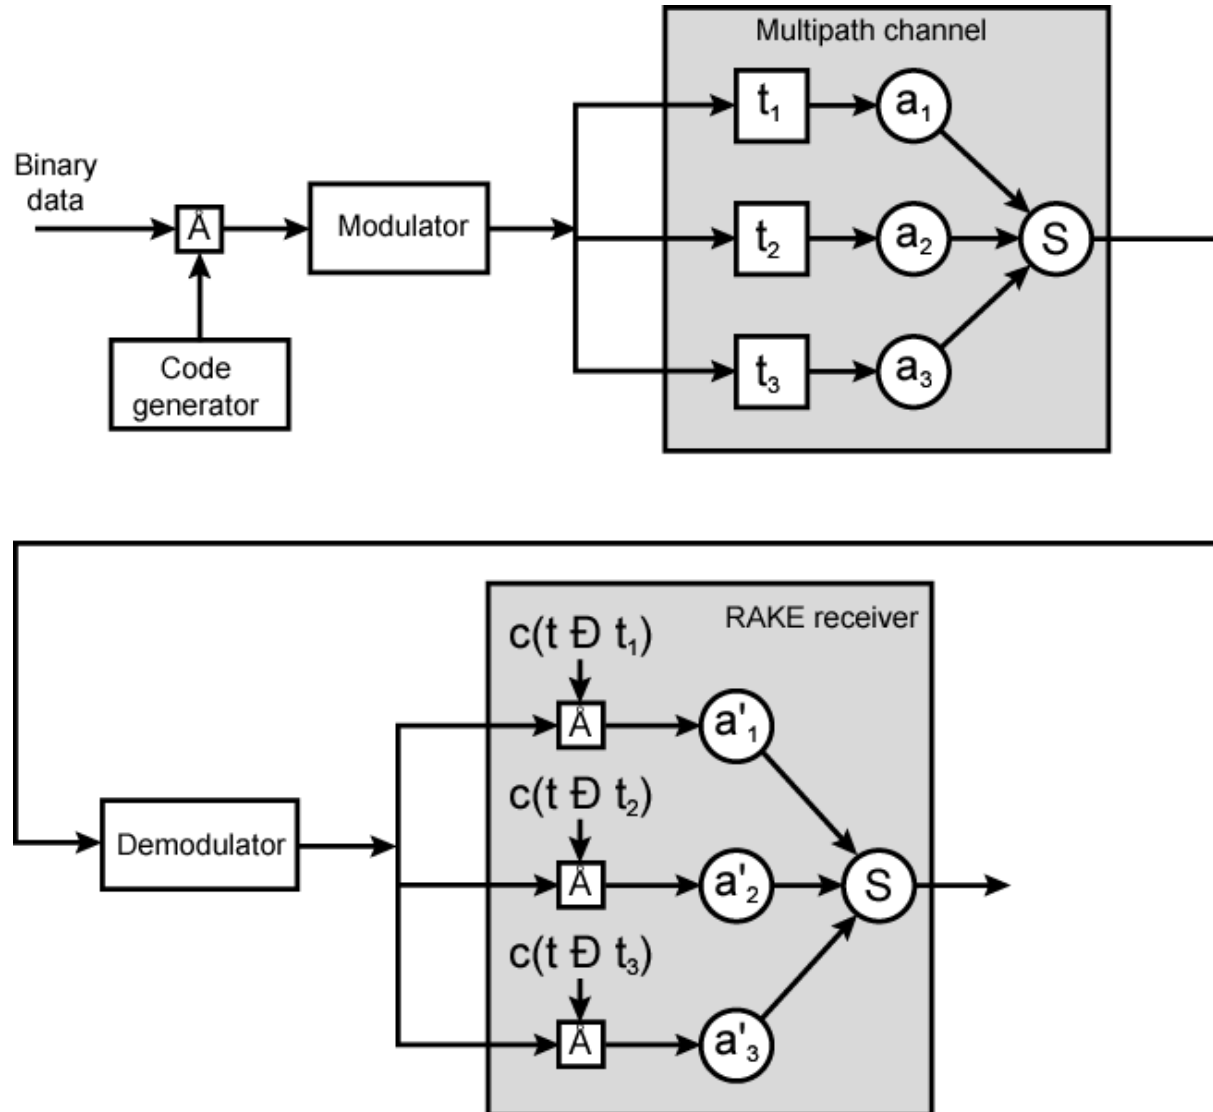 Multipath channel
t₁
a₁
Binary
data
Å
Modulator
t₂
a₂
S
Code
generator
t₃
a₃
RAKE receiver
c(t Ð t₁)
Å
a'₁
c(t Ð t₂)
Demodulator
Å
a'₂
S
c(t Ð t₃)
Å
a'₃